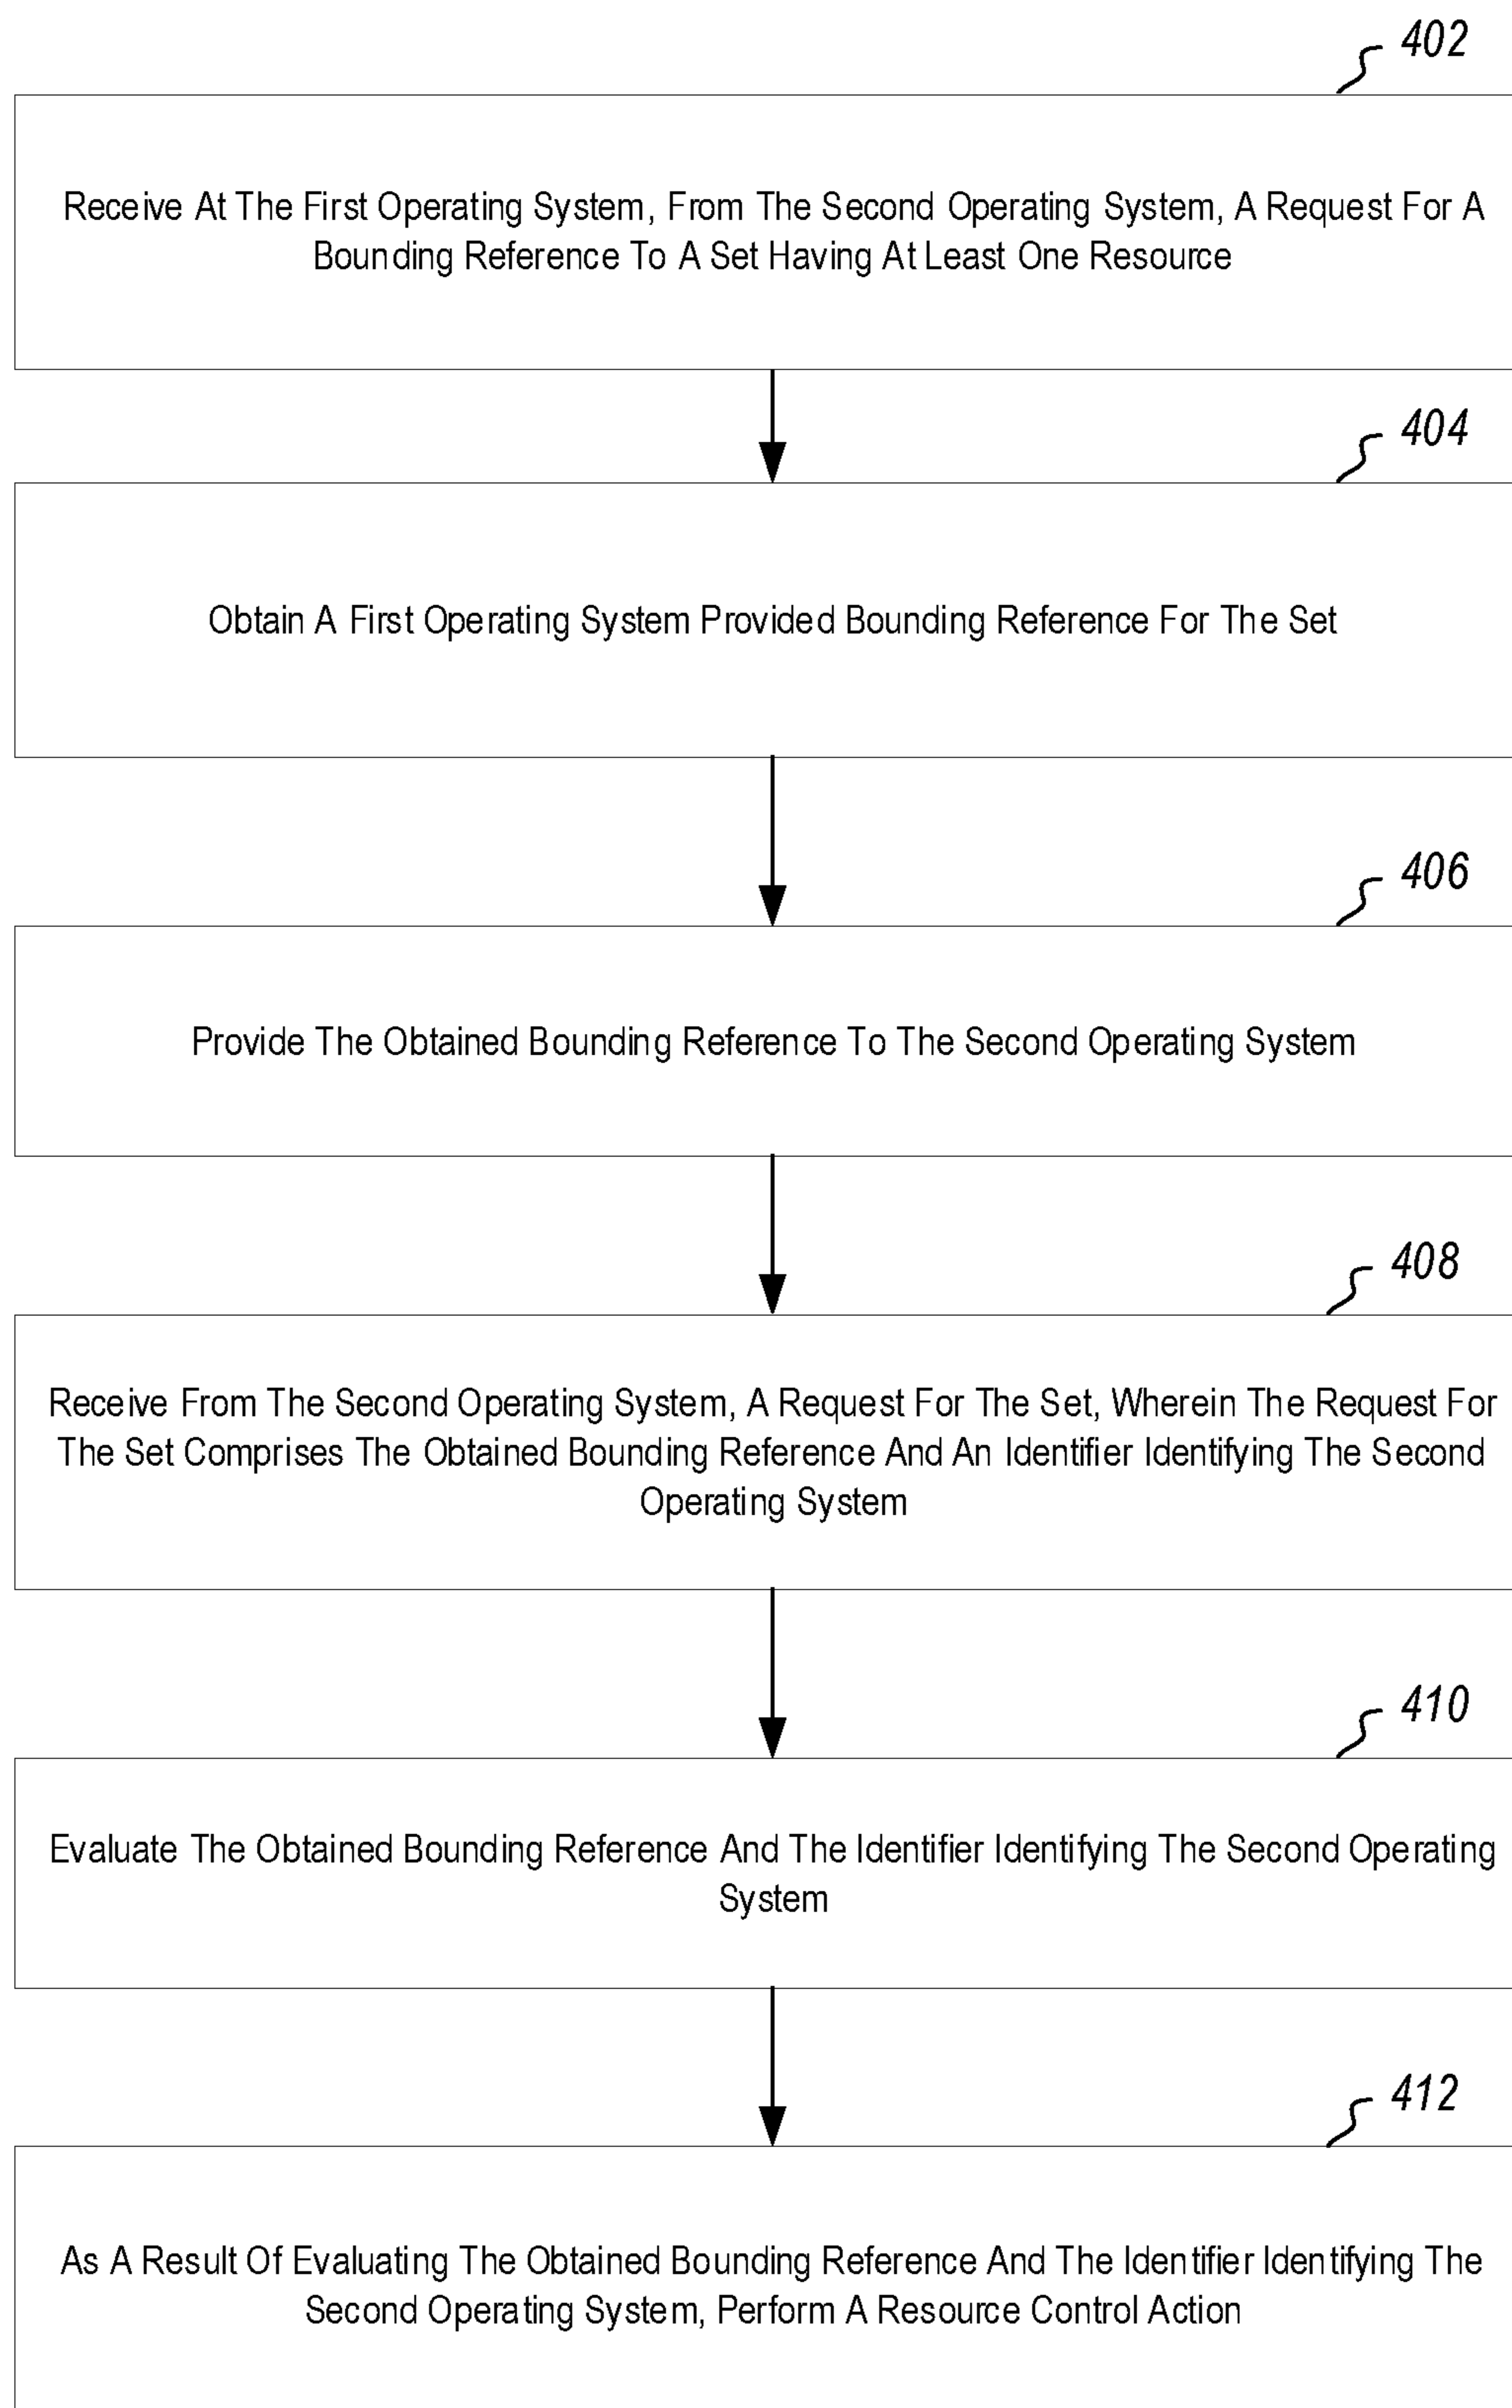 402
Receive At The First Operating System, From The Second Operating System, A Request For A
Bounding Reference To A Set Having At Least One Resource
404
Obtain A First Operating System Provided Bounding Reference For The Set
406
Provide The Obtained Bounding Reference To The Second Operating System
408
Receive From The Second Operating System, A Request For The Set, Wherein The Request For
The Set Comprises The Obtained Bounding Reference And An Identifier Identifying The Second
Operating System
410
Evaluate The Obtained Bounding Reference And The Identifier Identifying The Second Operating
System
412
As A Result Of Evaluating The Obtained Bounding Reference And The Identifier Identifying The
Second Operating System, Perform A Resource Control Action